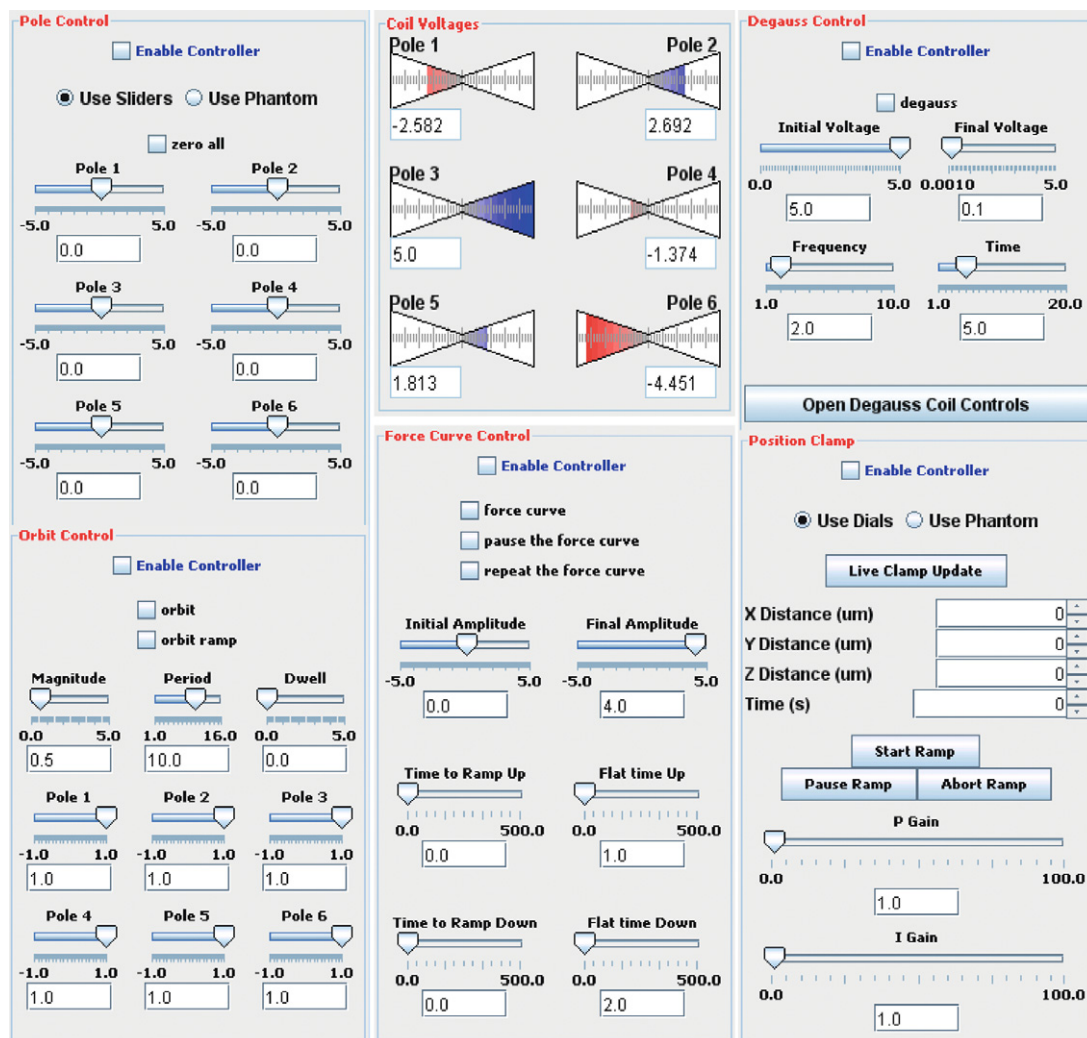 Pole Control
Enable Controller
Use Sliders Use Phantom
zero all
Pole 1 Pole 2
-5.0 5.0 -5.0 5.0
0.0 0.0
Pole 3 Pole 4
-5.0 5.0 -5.0 5.0
0.0 0.0
Pole 5 Pole 6
-5.0 5.0 -5.0 5.0
0.0 0.0
Orbit Control
Enable Controller
orbit
orbit ramp
Magnitude Period Dwell
0.0 5.0 1.0 16.0 0.0 5.0
0.5 10.0 0.0
Pole 1 Pole 2 Pole 3
-1.0 1.0 -1.0 1.0 -1.0 1.0
1.0 1.0 1.0
Pole 4 Pole 5 Pole 6
-1.0 1.0 -1.0 1.0 -1.0 1.0
1.0 1.0 1.0
Coil Voltages
Pole 1 Pole 2
-2.582 2.692
Pole 3 Pole 4
5.0 -1.374
Pole 5 Pole 6
1.813 -4.451
Force Curve Control
Enable Controller
force curve
pause the force curve
repeat the force curve
Initial Amplitude Final Amplitude
-5.0 5.0 -5.0 5.0
0.0 4.0
Time to Ramp Up Flat time Up
0.0 500.0 0.0 500.0
0.0 1.0
Time to Ramp Down Flat time Down
0.0 500.0 0.0 500.0
0.0 2.0
Degauss Control
Enable Controller
degauss
Initial Voltage Final Voltage
0.0 5.0 0.0010 5.0
5.0 0.1
Frequency Time
1.0 10.0 1.0 20.0
2.0 5.0
Open Degauss Coil Controls
Position Clamp
Enable Controller
Use Dials Use Phantom
Live Clamp Update
X Distance (um) 0
Y Distance (um) 0
Z Distance (um) 0
Time (s) 0
Start Ramp
Pause Ramp Abort Ramp
P Gain
0.0 100.0
1.0
I Gain
0.0 100.0
1.0